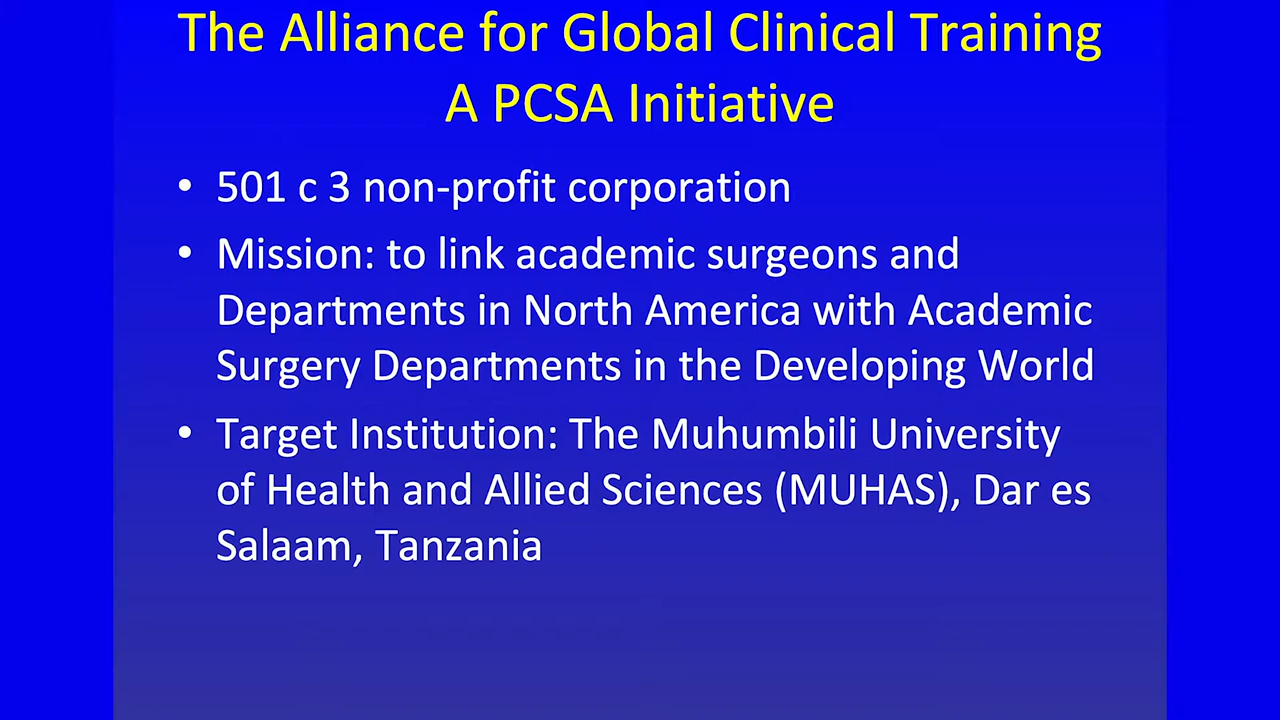 The Alliance for Global Clinical Training
A PCSA Initiative
• 501 c 3 non-profit corporation
• Mission: to link academic surgeons and
Departments in North America with Academic
Surgery Departments in the Developing World
• Target Institution: The Muhumbili University
of Health and Allied Sciences (MUHAS), Dar es
Salaam, Tanzania